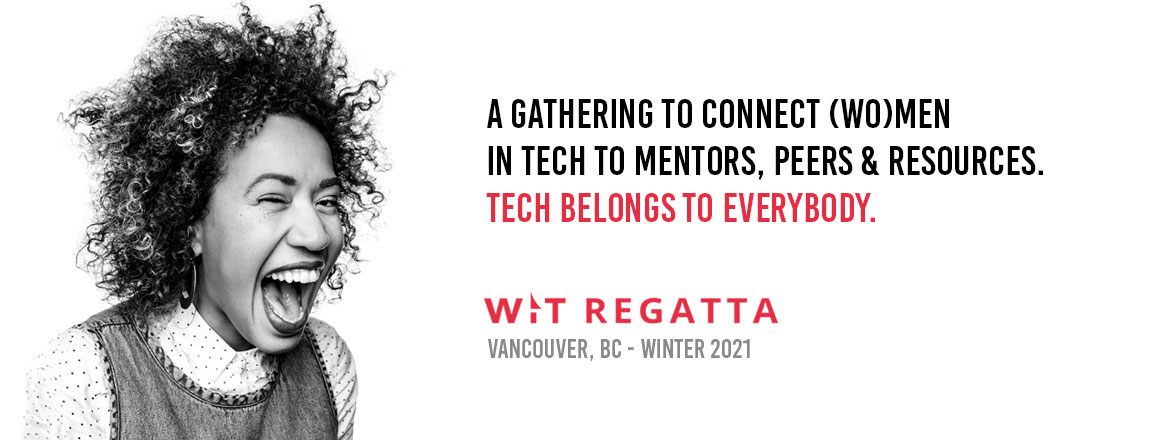 A GATHERING TO CONNECT (WO)MEN
IN TECH TO MENTORS, PEERS & RESOURCES.
TECH BELONGS TO EVERYBODY.
WIT REGATTA
VANCOUVER, BC - WINTER 2021